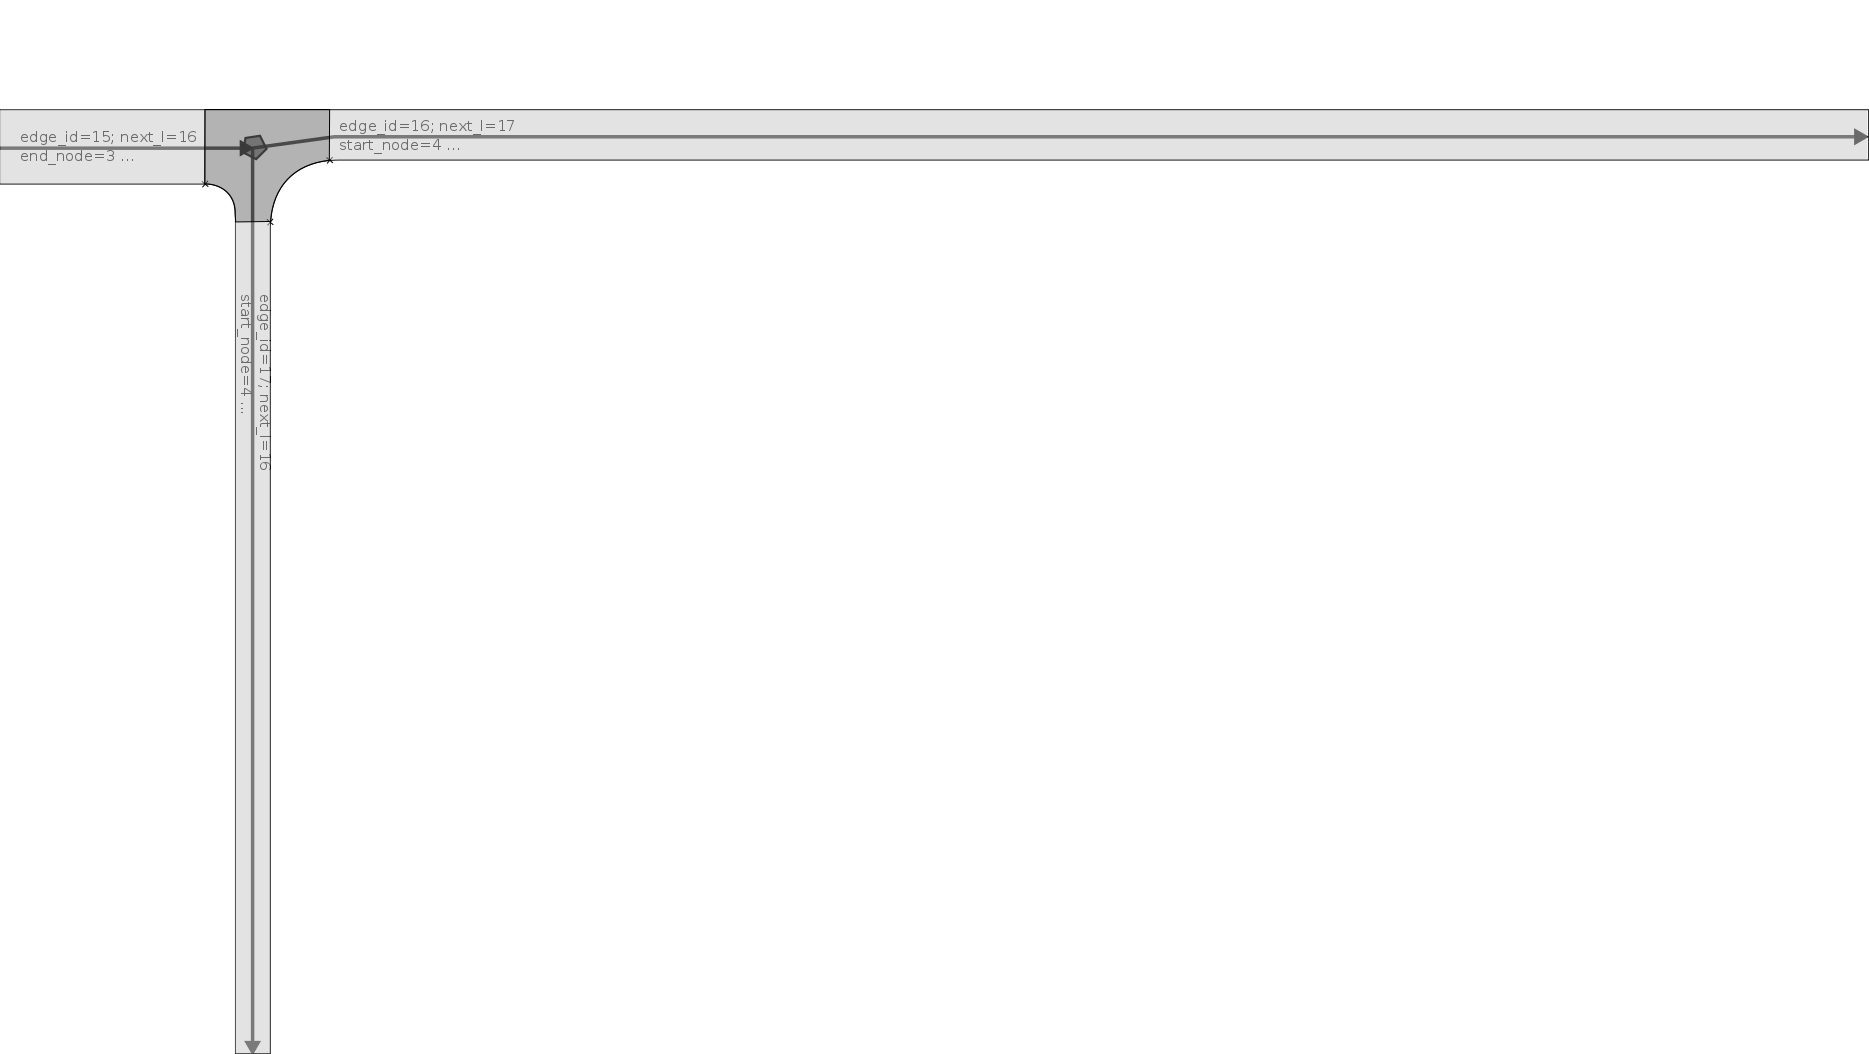 edge_id=15; next_l=16
end_node=3 ...
edge_id=16; next_l=17
start_node=4 ...
edge_id=17; next_l=16
start_node=4 ...